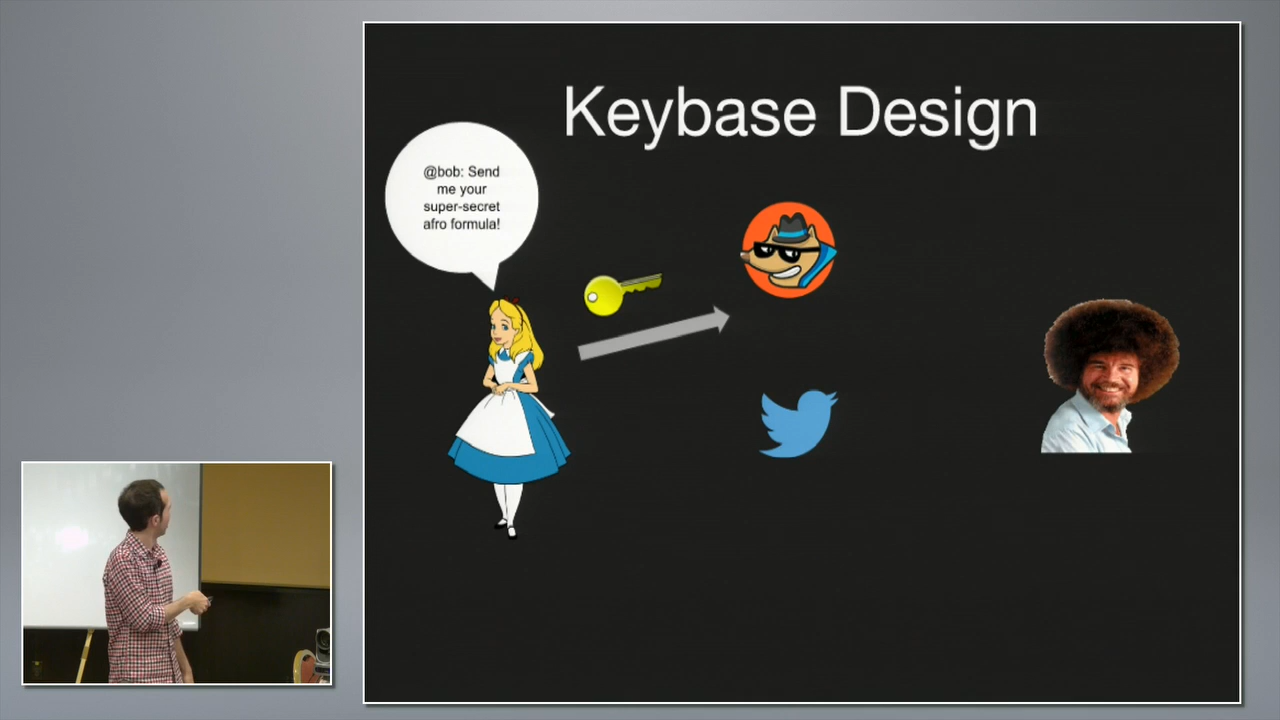 Keybase Design
@bob: Send
me your
super-secret
afro formula!